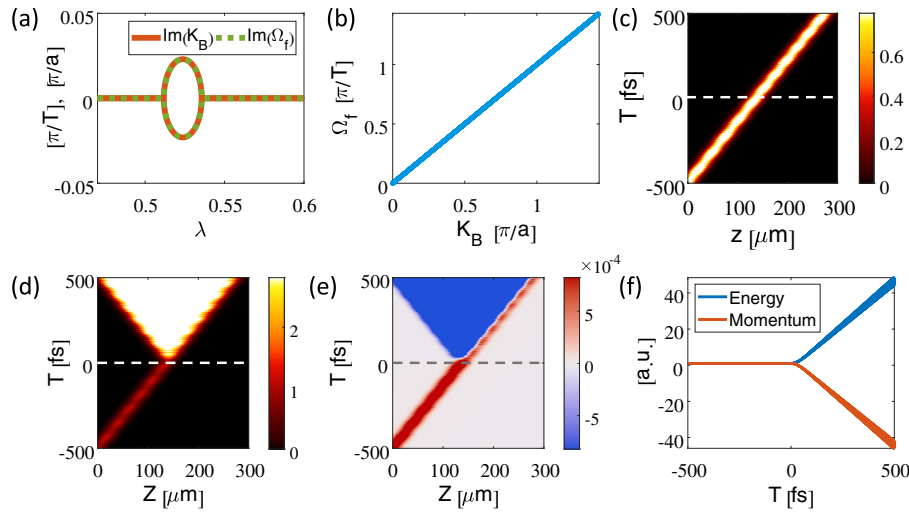 (a)
Im(K_B) Im(Ω_f)
[π/T], [π/a]
0.05
0
-0.05
0.5 0.55 0.6
λ
(b)
Ω_f [π/T]
1
0.5
0
0 0.5 1
K_B [π/a]
(c)
T [fs]
500
0
-500
0 100 200 300
z [μm]
0.6
0.4
0.2
0
(d)
T [fs]
500
0
-500
0 100 200 300
Z [μm]
2
1
0
(e)
T [fs]
500
0
-500
0 100 200 300
Z [μm]
×10^-4
5
0
-5
(f)
Energy
Momentum
[a.u.]
40
20
0
-20
-40
-500 0 500
T [fs]